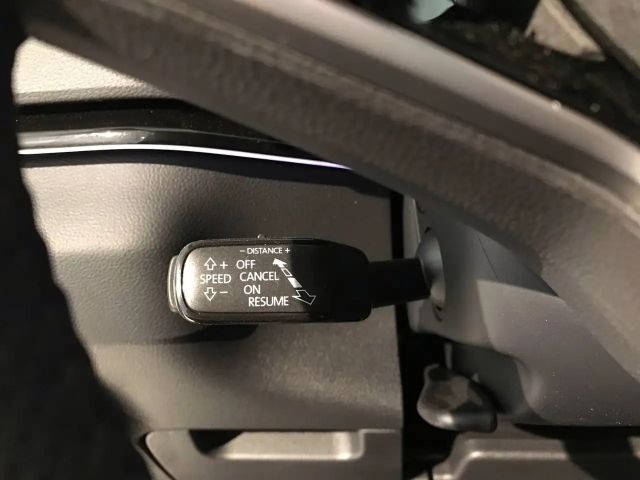 - DISTANCE +
+ OFF
SPEED CANCEL
- ON
RESUME